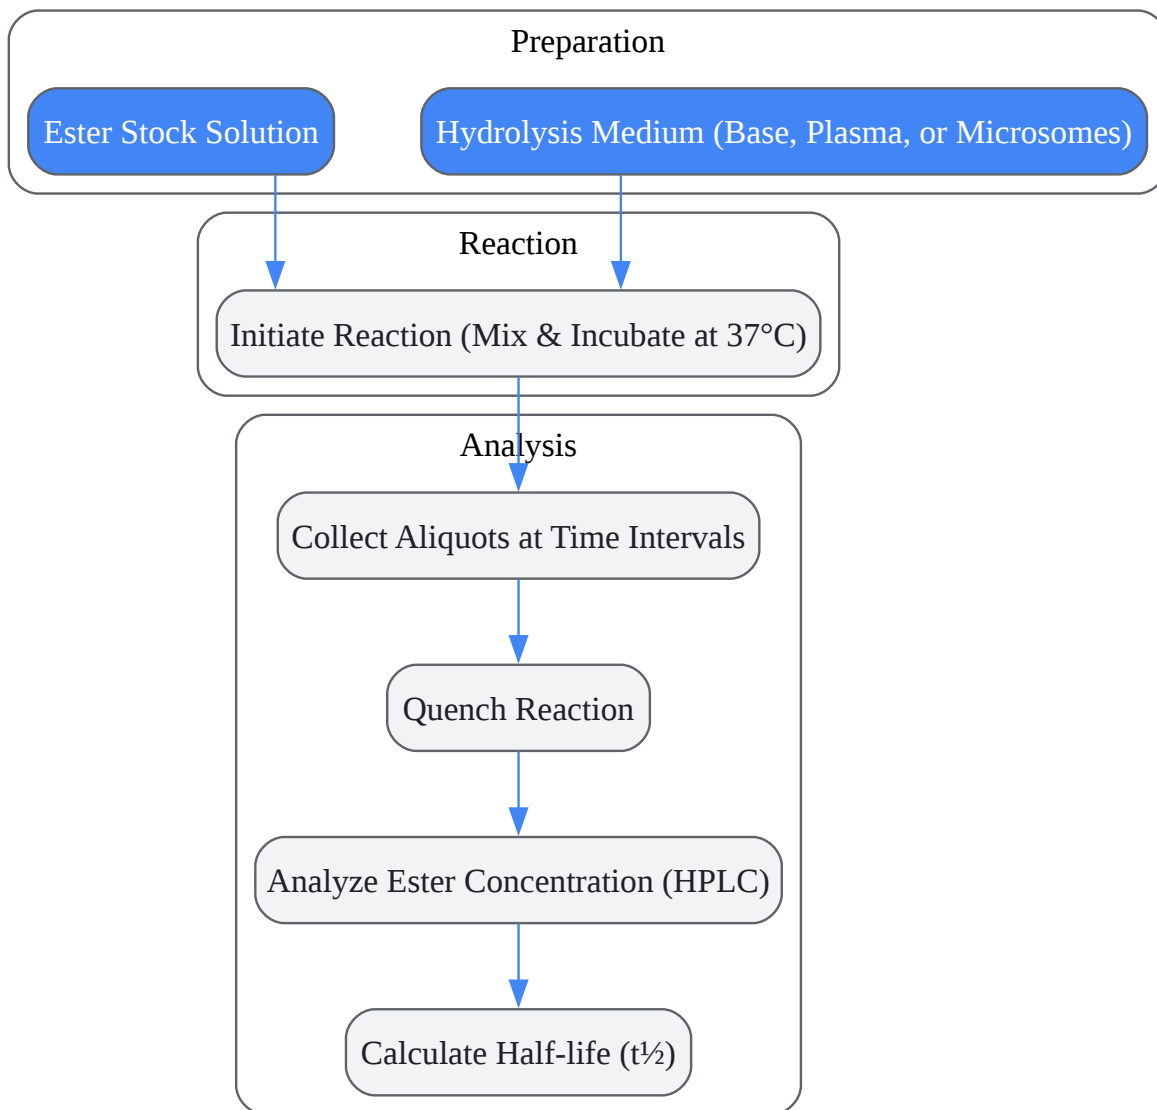 Preparation
Ester Stock Solution
Hydrolysis Medium (Base, Plasma, or Microsomes)
Reaction
Initiate Reaction (Mix & Incubate at 37°C)
Analysis
Collect Aliquots at Time Intervals
Quench Reaction
Analyze Ester Concentration (HPLC)
Calculate Half-life (t½)